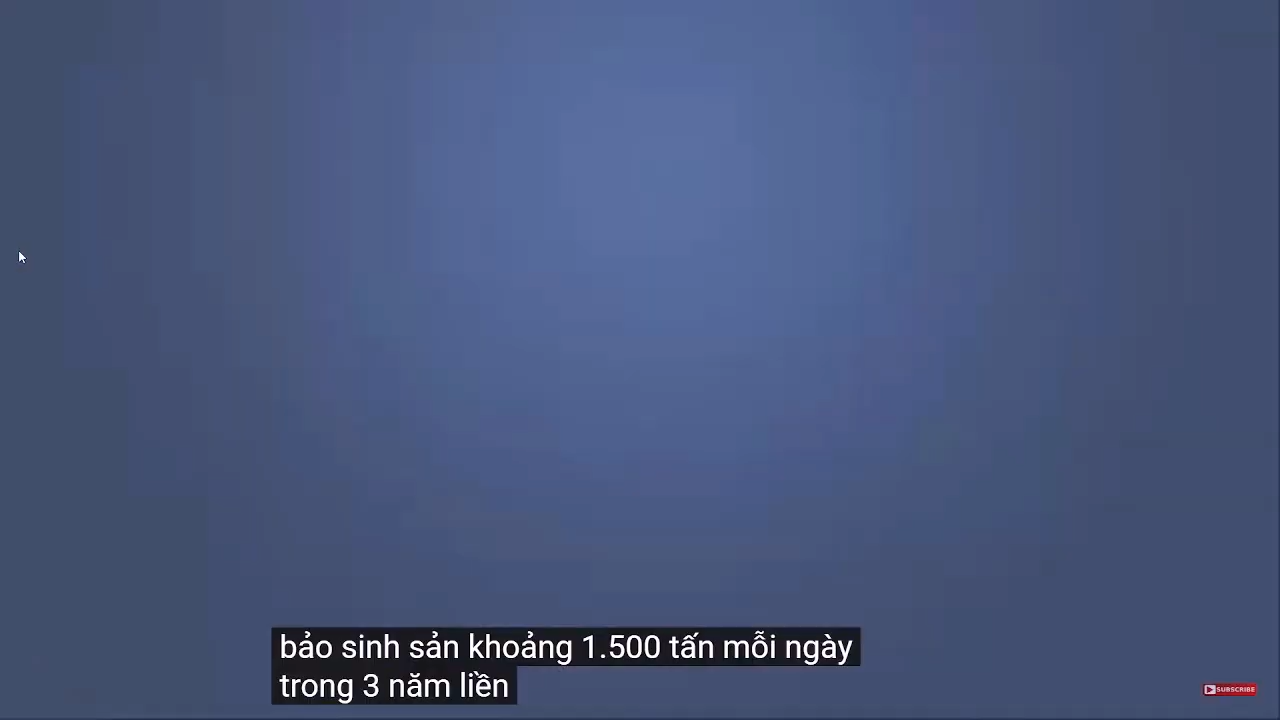 bảo sinh sản khoảng 1.500 tấn mỗi ngày
trong 3 năm liền
SUBSCRIBE